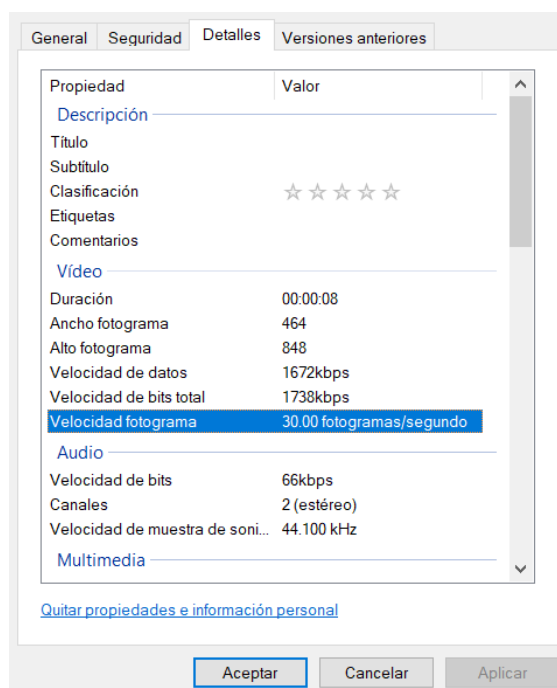 General Seguridad Detalles Versiones anteriores
Propiedad Valor
Descripción
Título
Subtítulo
Clasificación
Etiquetas
Comentarios
Vídeo
Duración 00:00:08
Ancho fotograma 464
Alto fotograma 848
Velocidad de datos 1672kbps
Velocidad de bits total 1738kbps
Velocidad fotograma 30.00 fotogramas/segundo
Audio
Velocidad de bits 66kbps
Canales 2 (estéreo)
Velocidad de muestra de soni... 44.100 kHz
Multimedia
Quitar propiedades e información personal
Aceptar Cancelar Aplicar